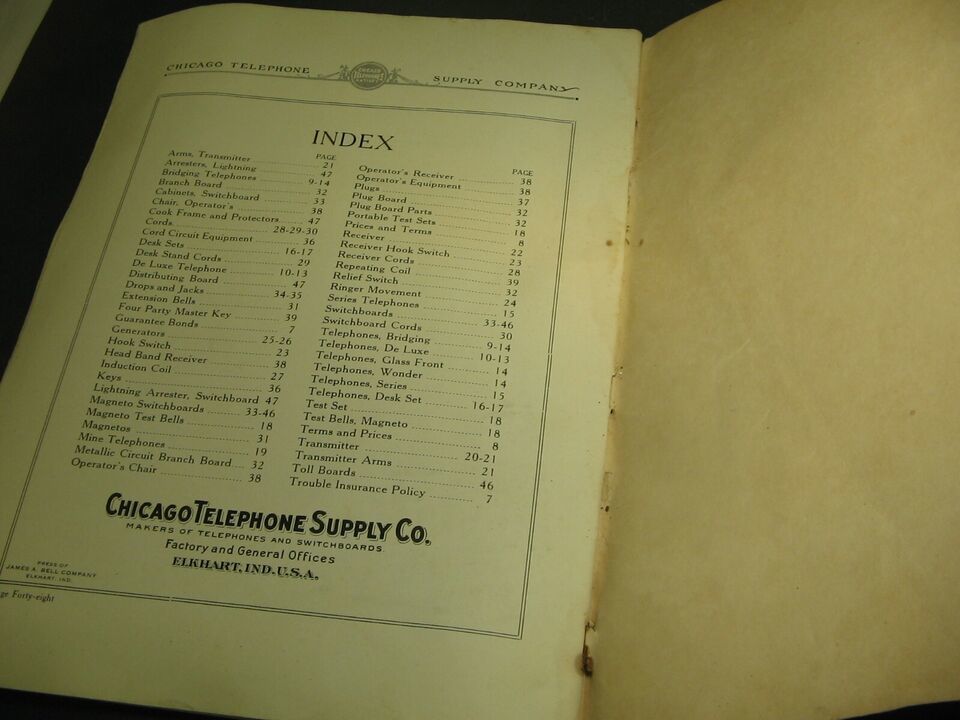 CHICAGO TELEPHONE SUPPLY COMPANY
INDEX
PAGE
Arms, Transmitter 21
Arresters, Lightning 47
Bridging Telephones 9-14
Branch Board 32
Cabinets, Switchboard 33
Chair, Operator's 38
Cook Frame and Protectors 47
Cords 28-29-30
Cord Circuit Equipment 36
Desk Sets 16-17
Desk Stand Cords 29
De Luxe Telephone 10-13
Distributing Board 47
Drops and Jacks 34-35
Extension Bells 31
Four Party Master Key 39
Guarantee Bonds 7
Generators 25-26
Hook Switch 23
Head Band Receiver 38
Induction Coil 27
Keys 36
Lightning Arrester, Switchboard 47
Magneto Switchboards 33-46
Magneto Test Bells 18
Magnetos 31
Mine Telephones 19
Metallic Circuit Branch Board 32
Operator's Chair 38
PAGE
Operator's Receiver 38
Operator's Equipment 38
Plugs 37
Plug Board 32
Plug Board Parts 32
Portable Test Sets 18
Prices and Terms 8
Receiver 22
Receiver Hook Switch 23
Receiver Cords 28
Repeating Coil 39
Relief Switch 32
Ringer Movement 24
Series Telephones 15
Switchboards 33-46
Switchboard Cords 30
Telephones, Bridging 9-14
Telephones, De Luxe 10-13
Telephones, Glass Front 14
Telephones, Wonder 14
Telephones, Series 15
Telephones, Desk Set 16-17
Test Set 18
Test Bells, Magneto 18
Terms and Prices 8
Transmitter 20-21
Transmitter Arms 21
Toll Boards 46
Trouble Insurance Policy 7
CHICAGO TELEPHONE SUPPLY CO.
MAKERS OF TELEPHONES AND SWITCHBOARDS
Factory and General Offices
ELKHART, IND. U.S.A.
PRESS OF
JAMES A. BELL COMPANY
ELKHART, IND.
ge Forty-eight